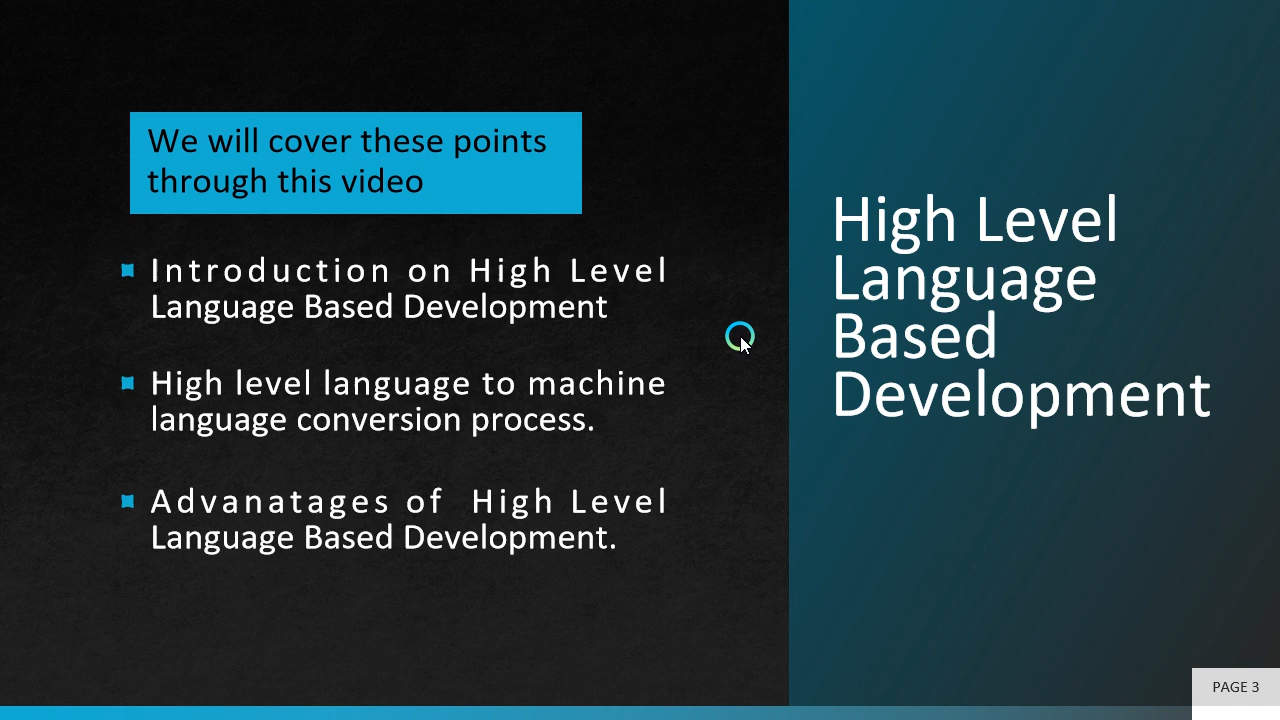 We will cover these points
through this video
Introduction on High Level
Language Based Development
High level language to machine
language conversion process.
Advanatages of High Level
Language Based Development.
High Level
Language
Based
Development
PAGE 3